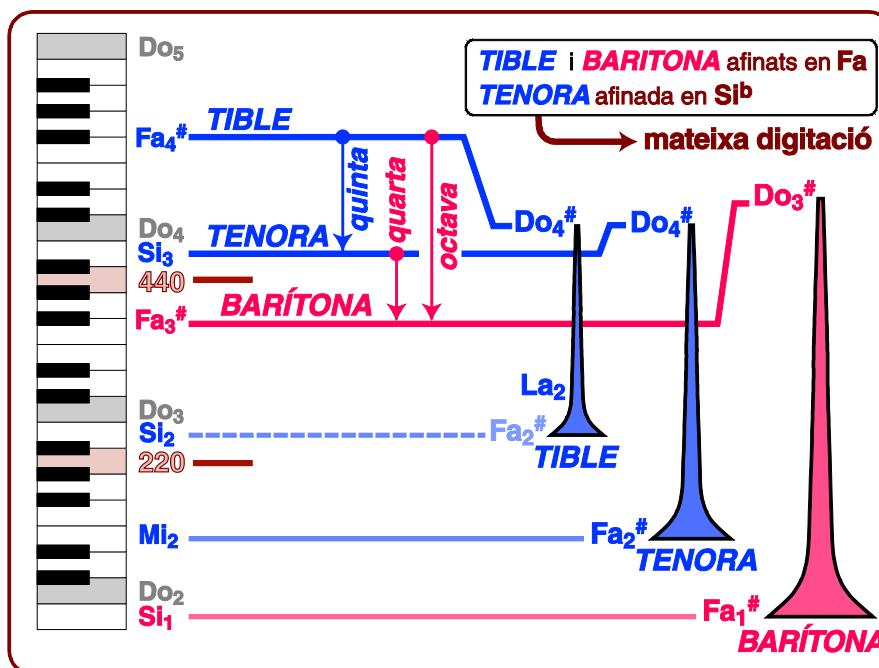 Do5
TIBLE i BARITONA afinats en Fa
TENORA afinada en Sib
mateixa digitació
TIBLE
Fa4#
quinta
quarta
octava
Do3#
Do4
TENORA
Do4#
Do4#
Si3
440
BARÍTONA
Fa3#
La2
Do3
Si2
Fa2#
TIBLE
220
Mi2
Fa2#
TENORA
Do2
Si1
Fa1#
BARÍTONA